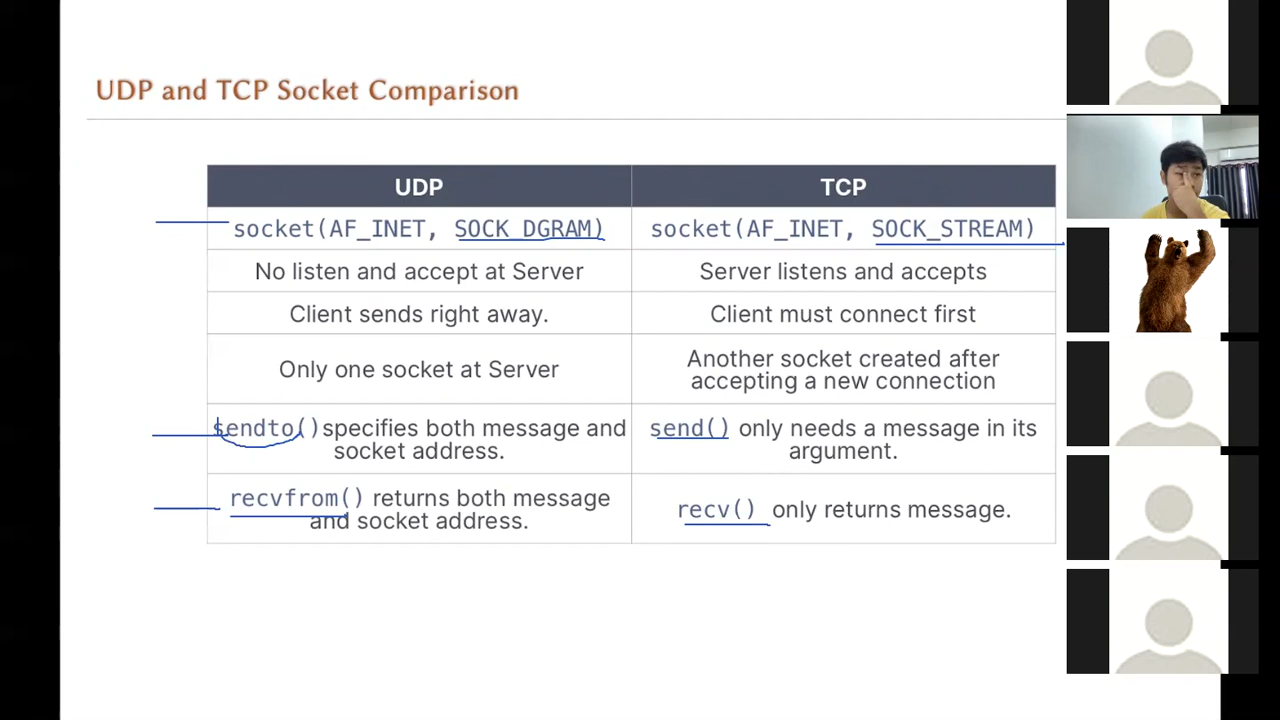 UDP and TCP Socket Comparison
UDP
TCP
socket(AF_INET, SOCK_DGRAM)
socket(AF_INET, SOCK_STREAM)
No listen and accept at Server
Server listens and accepts
Client sends right away.
Client must connect first
Only one socket at Server
Another socket created after
accepting a new connection
sendto()specifies both message and
socket address.
send() only needs a message in its
argument.
recvfrom() returns both message
and socket address.
recv() only returns message.